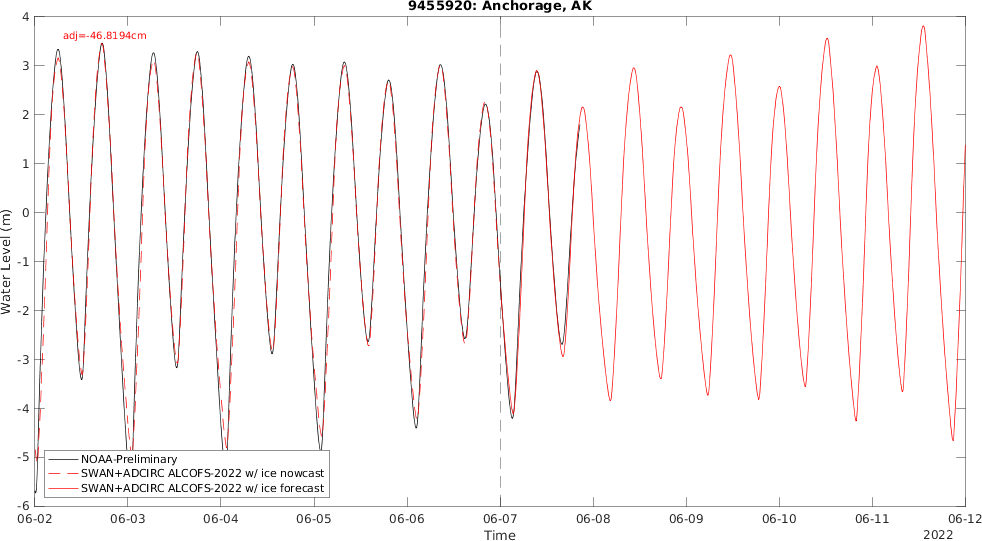 9455920: Anchorage, AK
adj=-46.8194cm
4
3
2
1
0
-1
-2
-3
-4
-5
-6
Water Level (m)
NOAA-Preliminary
SWAN+ADCIRC ALCOFS-2022 w/ ice nowcast
SWAN+ADCIRC ALCOFS-2022 w/ ice forecast
06-02 06-03 06-04 06-05 06-06 06-07 06-08 06-09 06-10 06-11 06-12
Time
2022